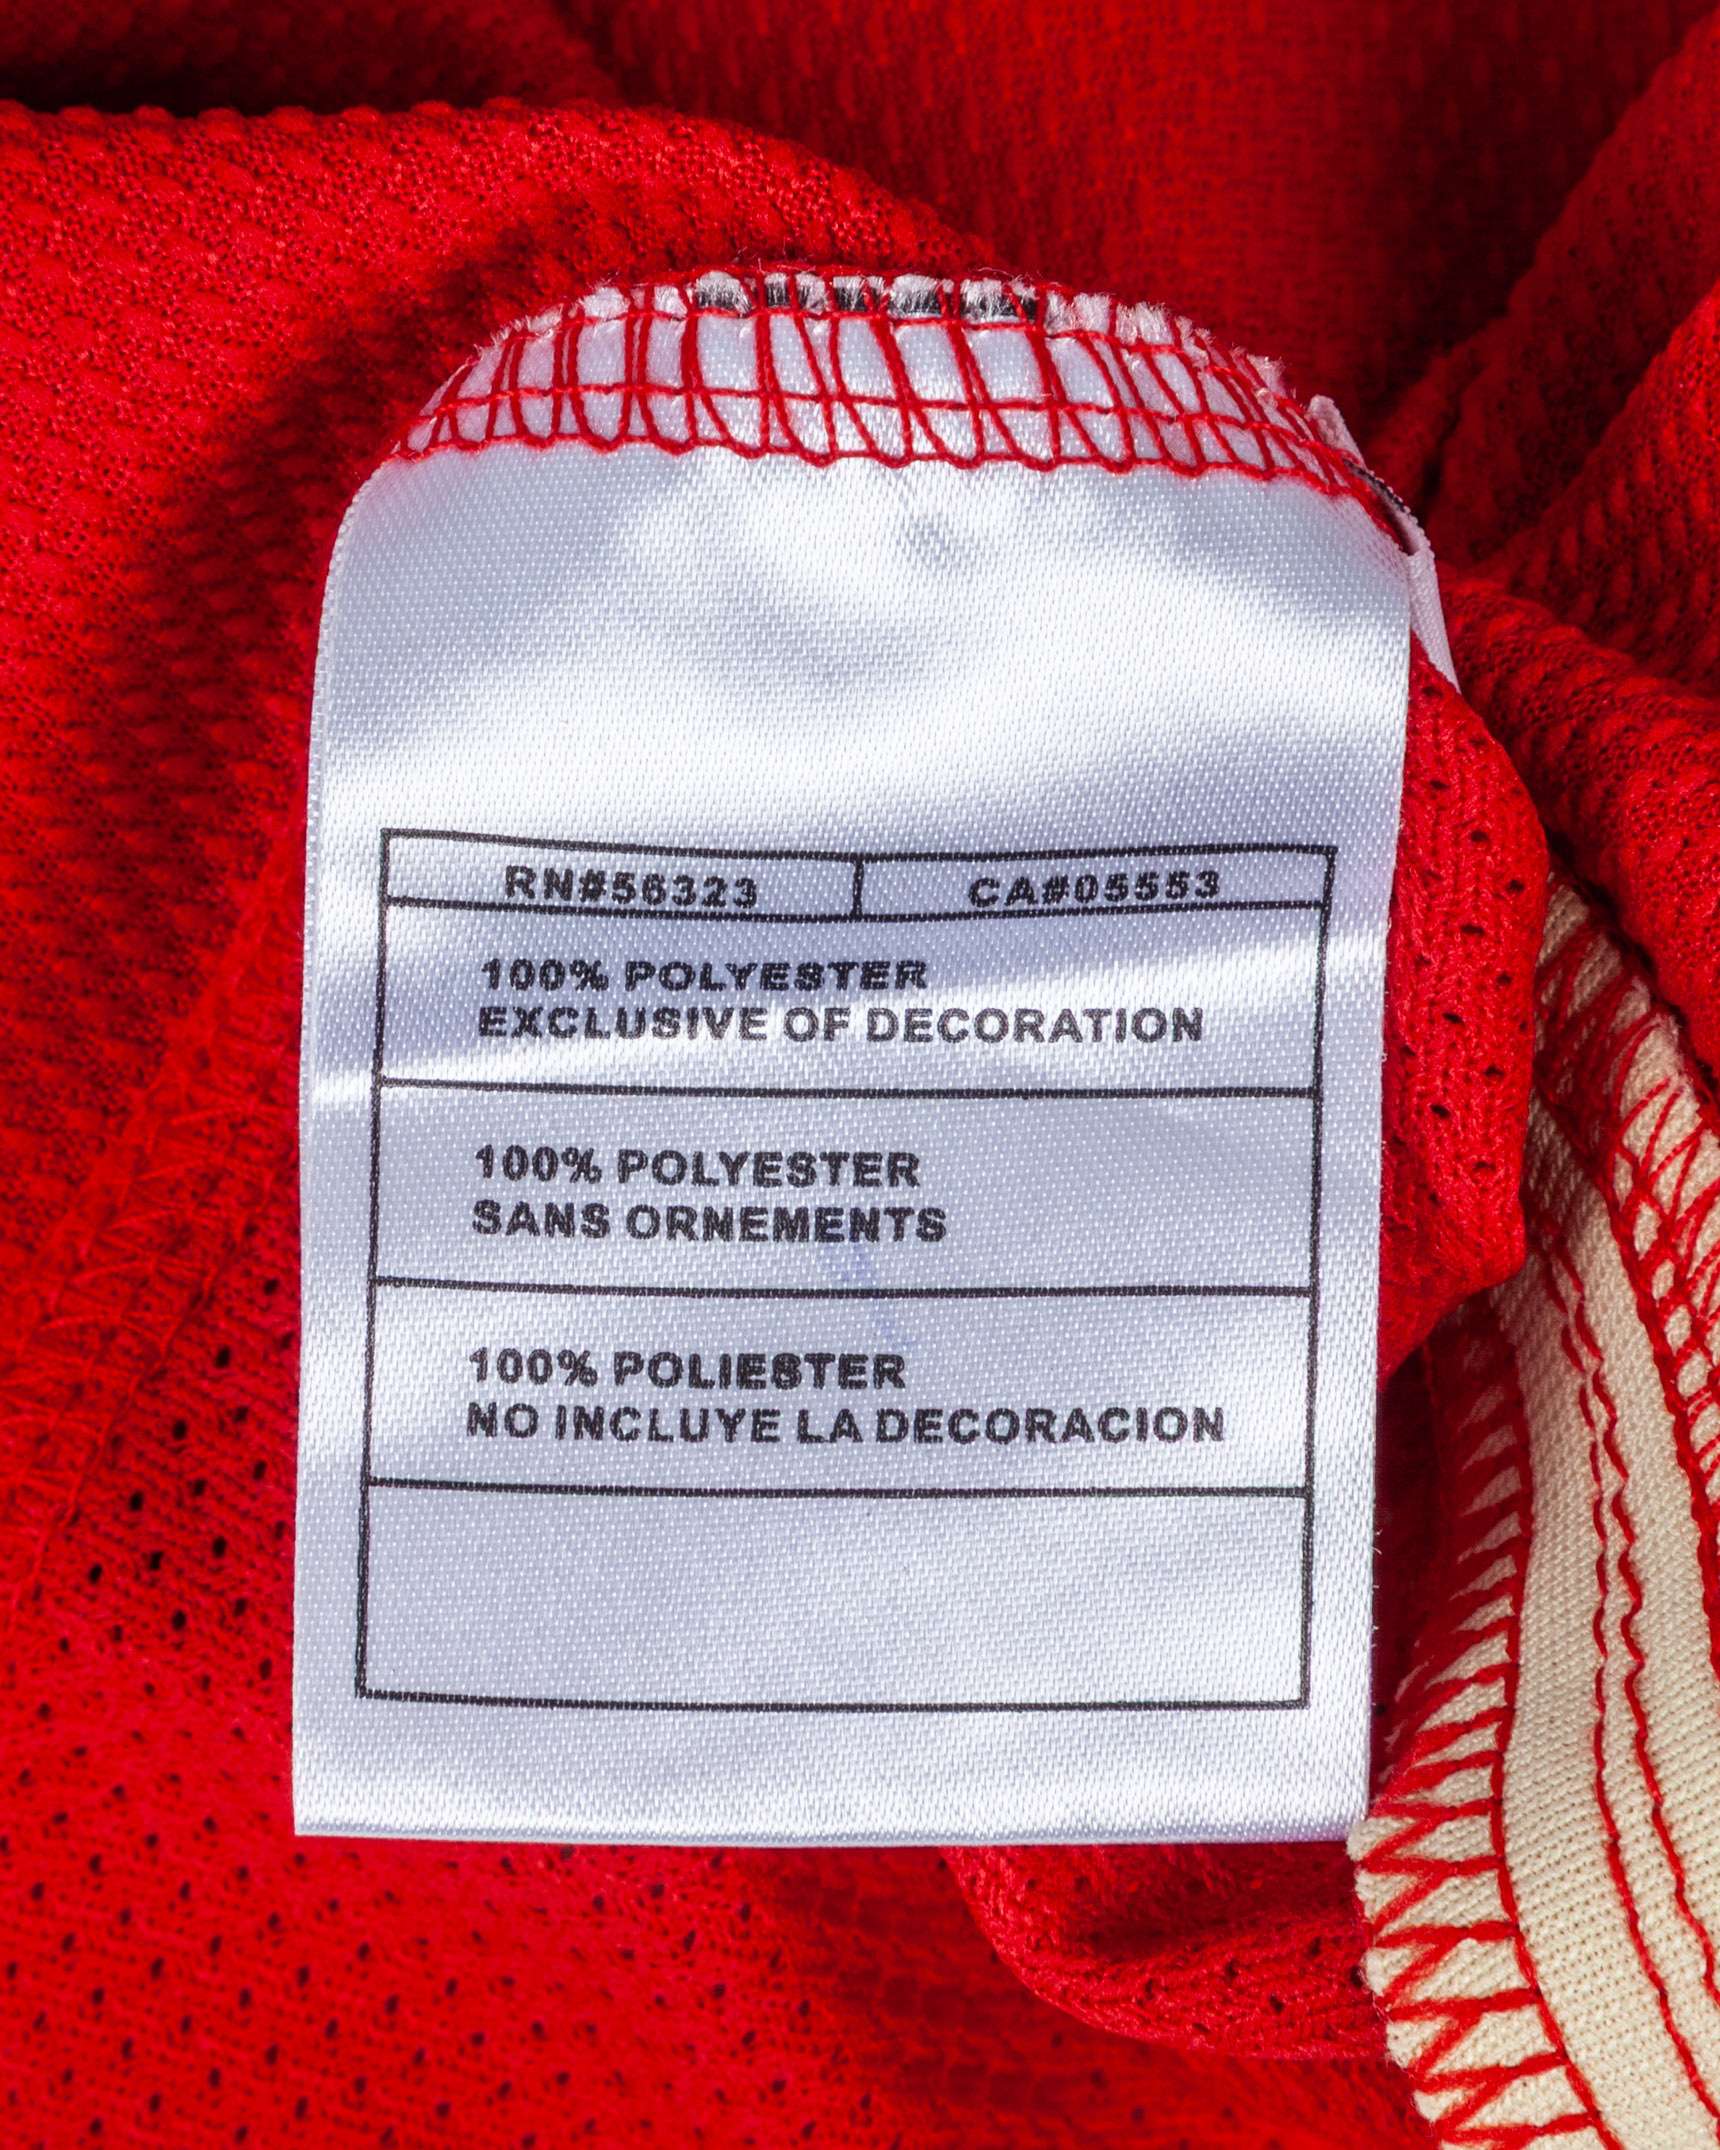 RN#56323 CA#05553
100% POLYESTER
EXCLUSIVE OF DECORATION
100% POLYESTER
SANS ORNEMENTS
100% POLIESTER
NO INCLUYE LA DECORACION